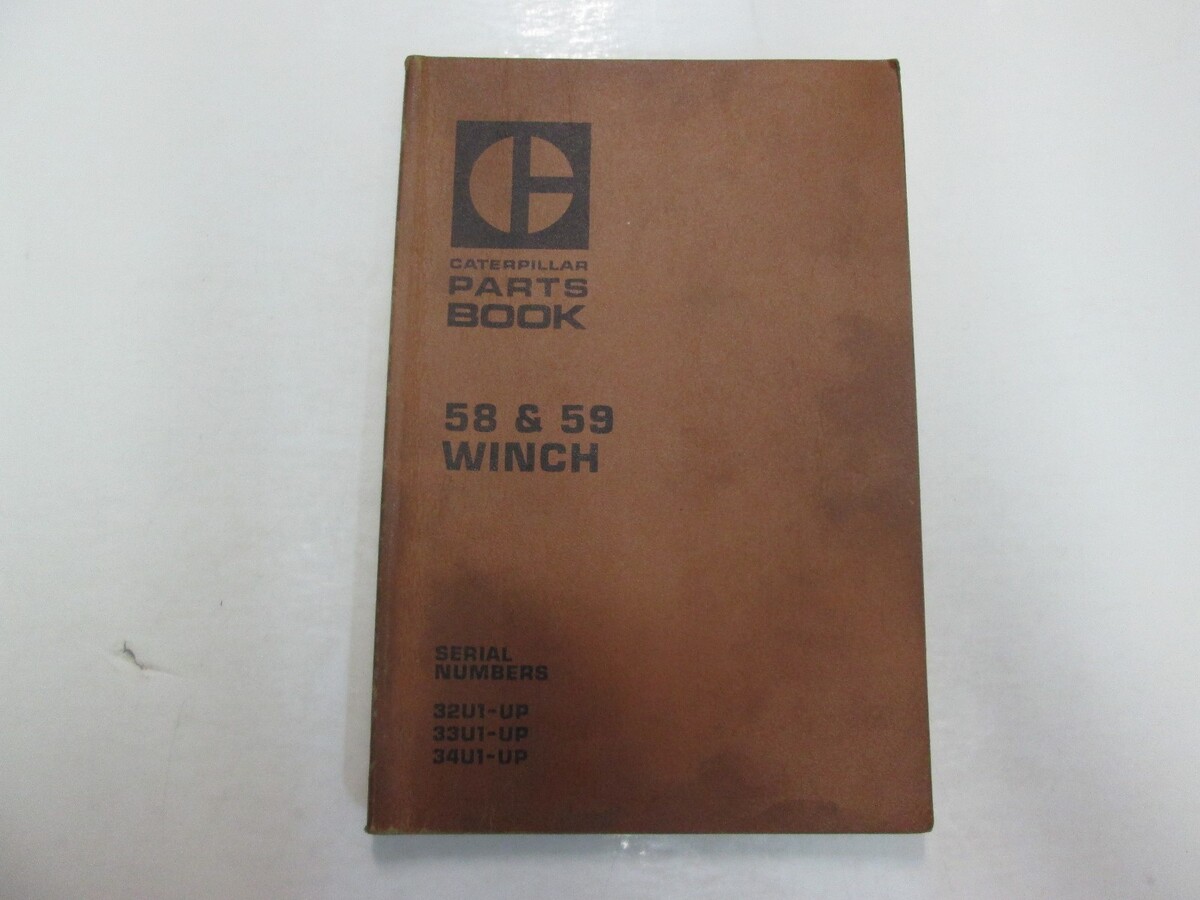 CATERPILLAR
PARTS
BOOK
58 & 59
WINCH
SERIAL
NUMBERS
32U1-UP
33U1-UP
34U1-UP